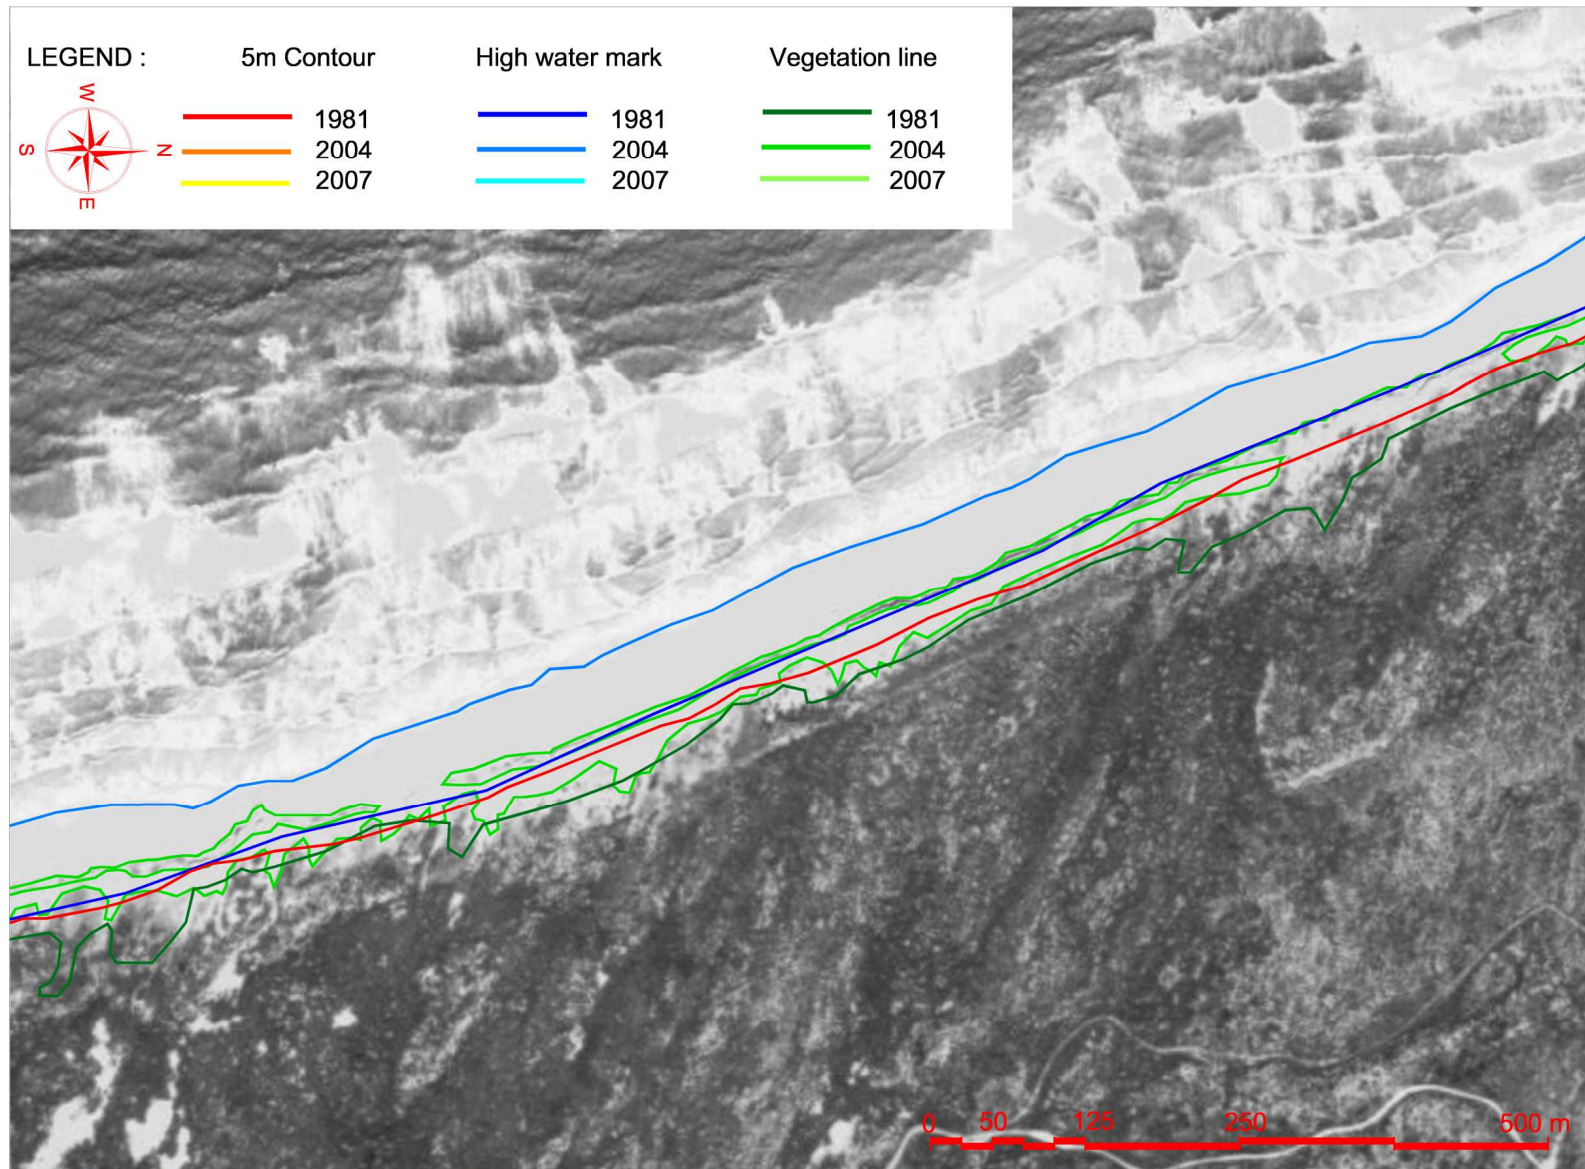 LEGEND : 5m Contour High water mark Vegetation line
W
S N
E
1981 1981 1981
2004 2004 2004
2007 2007 2007
0 50 125 250 500 m